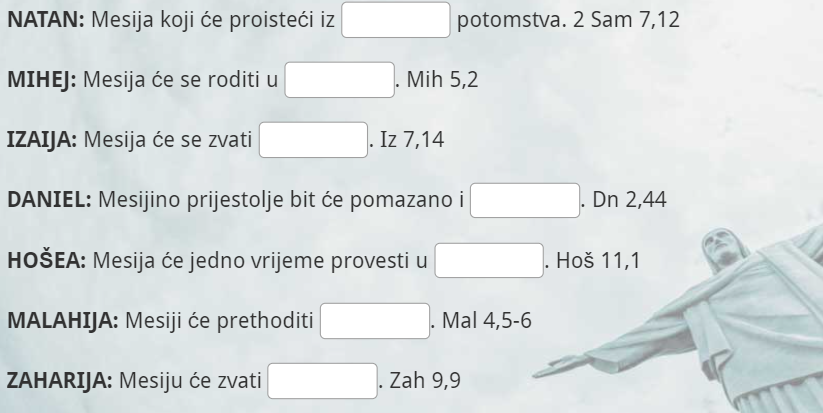 NATAN: Mesija koji će proisteći iz potomstva. 2 Sam 7,12
MIHEJ: Mesija će se roditi u . Mih 5,2
IZAIJA: Mesija će se zvati . Iz 7,14
DANIEL: Mesijino prijestolje bit će pomazano i . Dn 2,44
HOŠEA: Mesija će jedno vrijeme provesti u . Hoš 11,1
MALAHIJA: Mesiji će prethoditi . Mal 4,5-6
ZAHARIJA: Mesiju će zvati . Zah 9,9